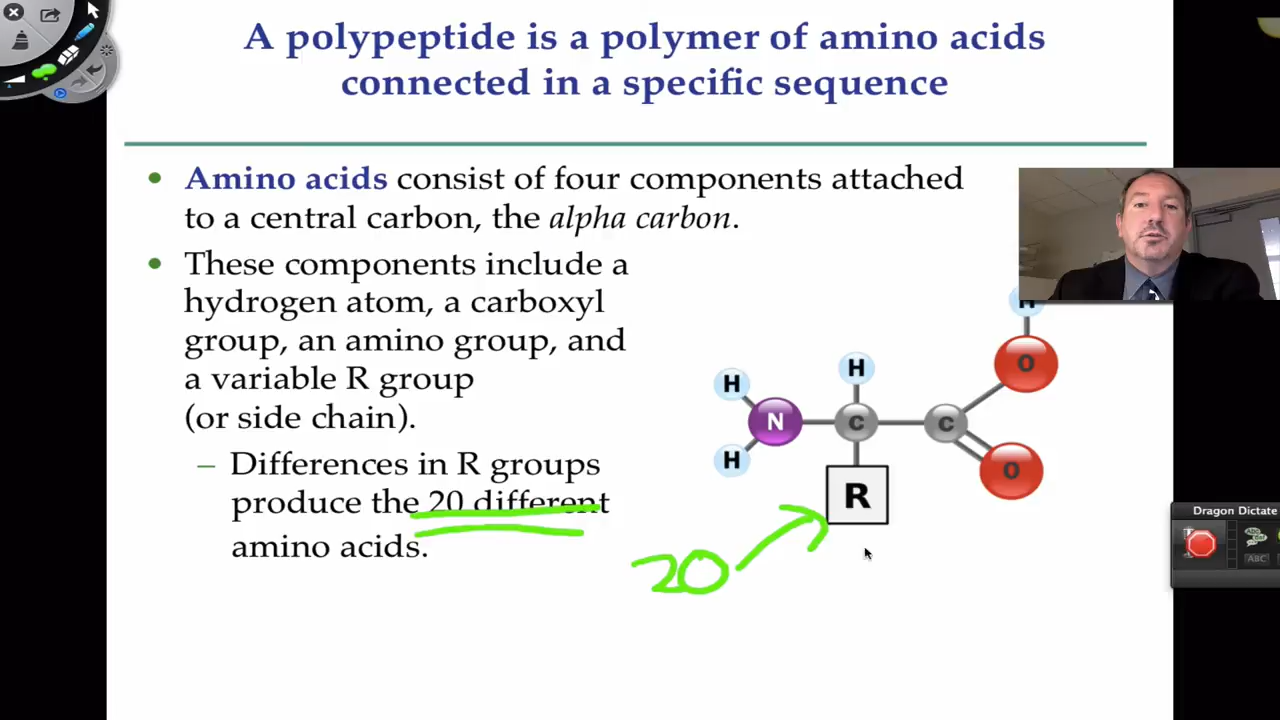 A polypeptide is a polymer of amino acids
connected in a specific sequence
• Amino acids consist of four components attached
to a central carbon, the alpha carbon.
• These components include a
hydrogen atom, a carboxyl
group, an amino group, and
a variable R group
(or side chain).
– Differences in R groups
produce the 20 different
amino acids.
H
H
H
O
N
C
C
H
O
R
20
Dragon Dictate
ABC